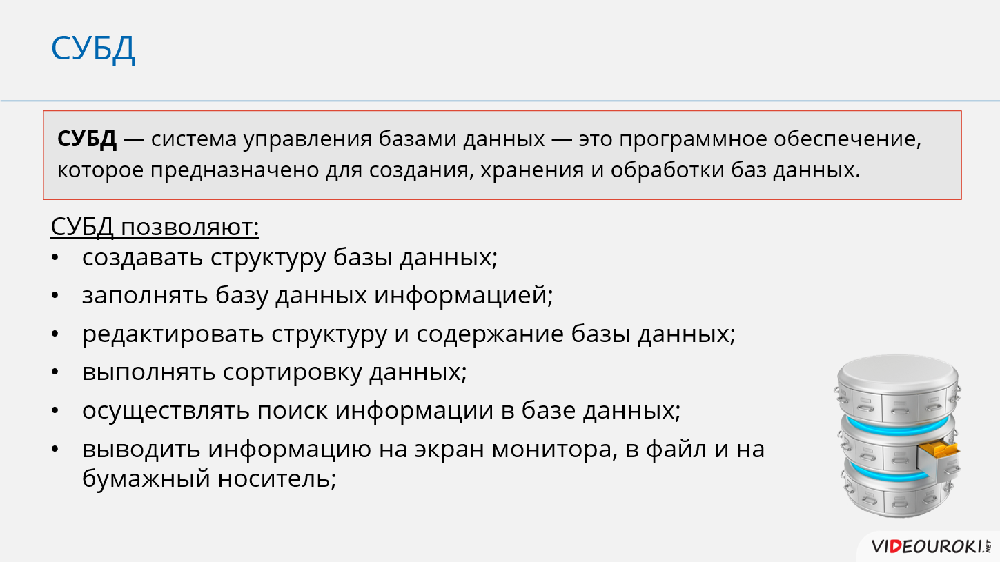 СУБД
СУБД — система управления базами данных — это программное обеспечение,
которое предназначено для создания, хранения и обработки баз данных.
СУБД позволяют:
• создавать структуру базы данных;
• заполнять базу данных информацией;
• редактировать структуру и содержание базы данных;
• выполнять сортировку данных;
• осуществлять поиск информации в базе данных;
• выводить информацию на экран монитора, в файл и на
бумажный носитель;
VIDEOUROKI.NET